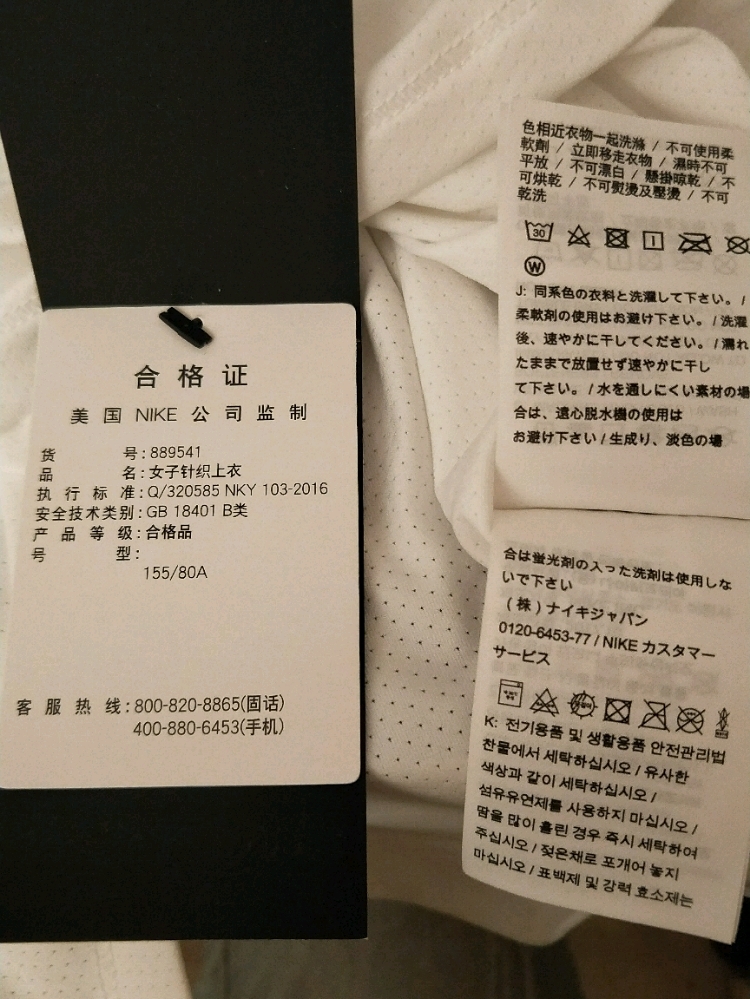 合格证
美国 NIKE 公司监制
货号:889541
品名:女子针织上衣
执行标准:Q/320585 NKY 103-2016
安全技术类别:GB 18401 B类
产品等级:合格品
号型:
155/80A
客服热线:800-820-8865(固话)
400-880-6453(手机)
色相近衣物一起洗滌 / 不可使用柔
軟劑 / 立即移走衣物 / 濕時不可
平放 / 不可漂白 / 懸掛晾乾 / 不
可烘乾 / 不可熨燙及壓燙 / 不可
乾洗
30
W
J: 同系色の衣料と洗濯して下さい。/
柔軟剤の使用はお避け下さい。/ 洗濯
後、速やかに干してください。/ 濡れ
たままで放置せず速やかに干し
て下さい。/ 水を通しにくい素材の場
合は、遠心脱水機の使用は
お避け下さい / 生成り、淡色の場
合は蛍光剤の入った洗剤は使用しな
いで下さい
（株）ナイキジャパン
0120-6453-77 / NIKE カスタマー
サービス
K: 전기용품 및 생활용품 안전관리법
찬물에서 세탁하십시오 / 유사한
색상과 같이 세탁하십시오 /
섬유유연제를 사용하지 마십시오 /
땀을 많이 흘린 경우 즉시 세탁하여
주십시오 / 젖은채로 포개어 놓지
마십시오 / 표백제 및 강력 효소제는